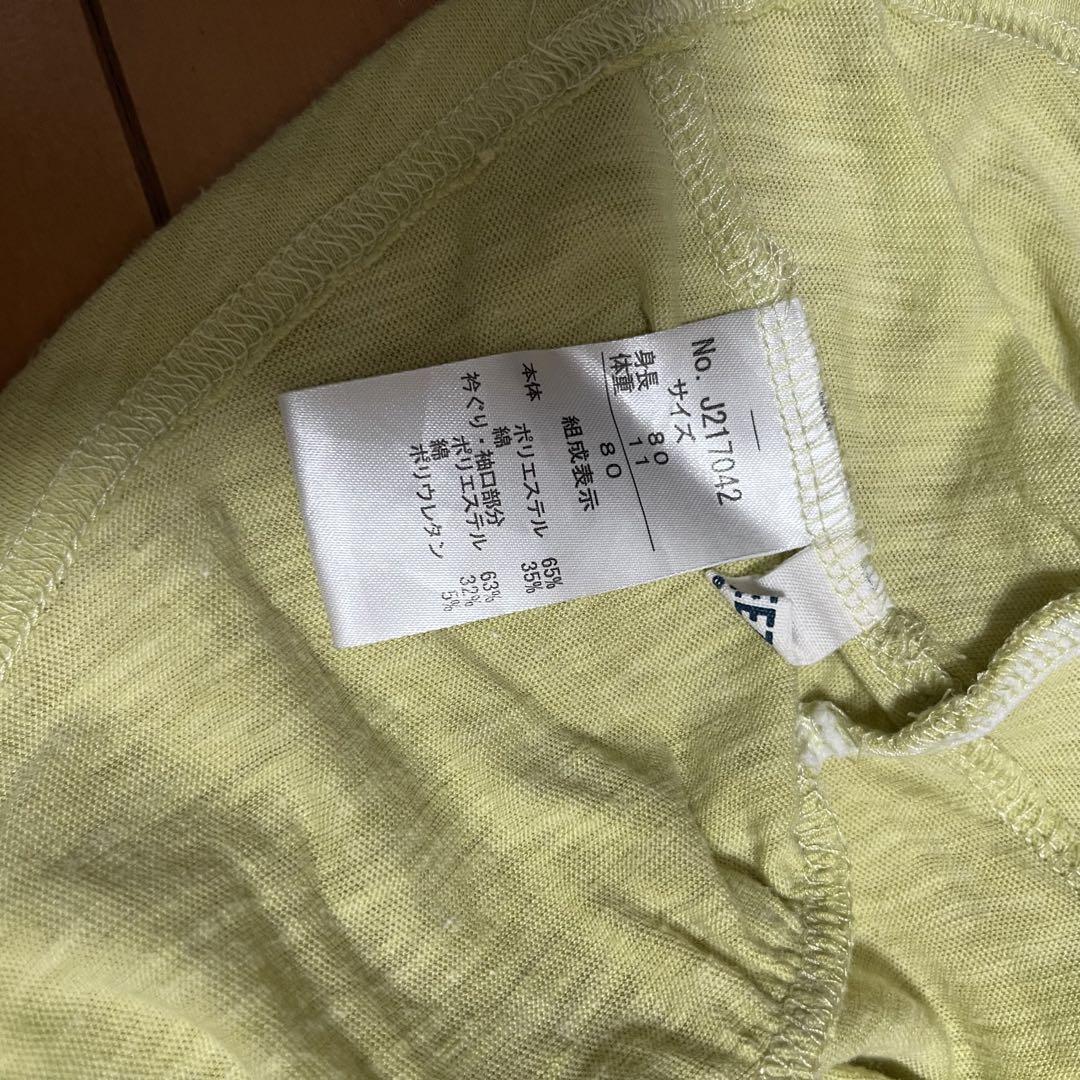 No. J217042
サイズ
身長 80
体重 11
80
組成表示
本体 ポリエステル 65%
綿 35%
衿ぐり・袖口部分
ポリエステル 63%
綿 32%
ポリウレタン 5%